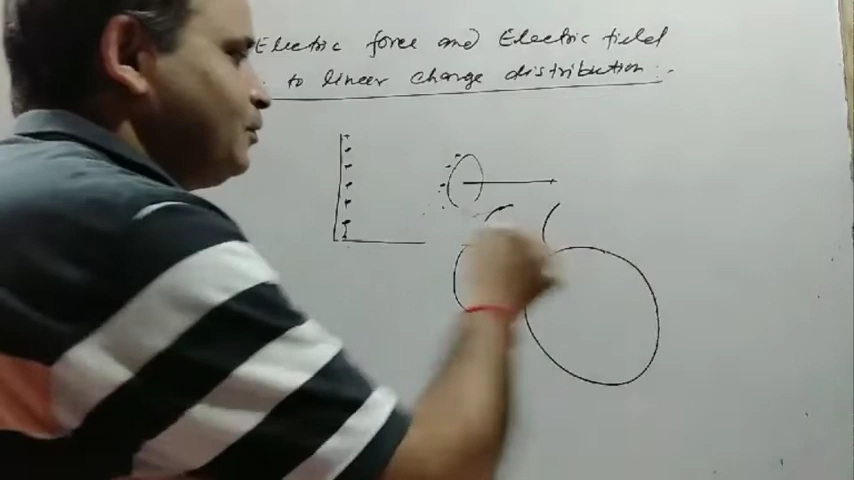 Electric force and Electric field
to linear charge distribution :-